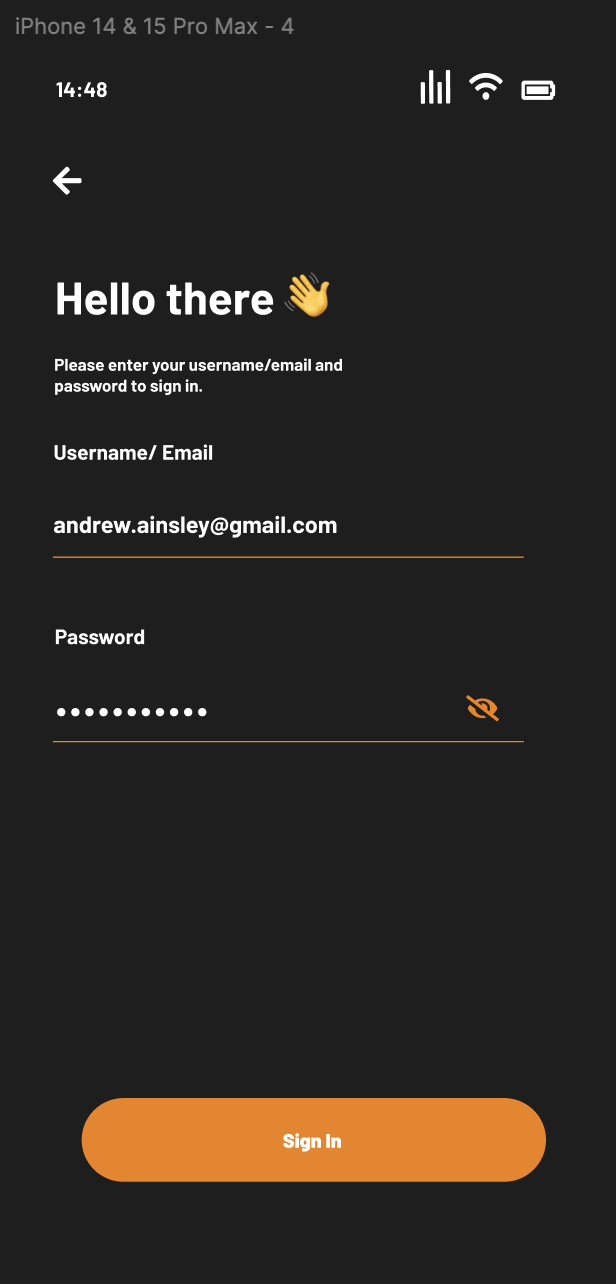 iPhone 14 & 15 Pro Max - 4
14:48
Hello there 👋
Please enter your username/email and
password to sign in.
Username/ Email
andrew.ainsley@gmail.com
Password
●●●●●●●●●●●
Sign In